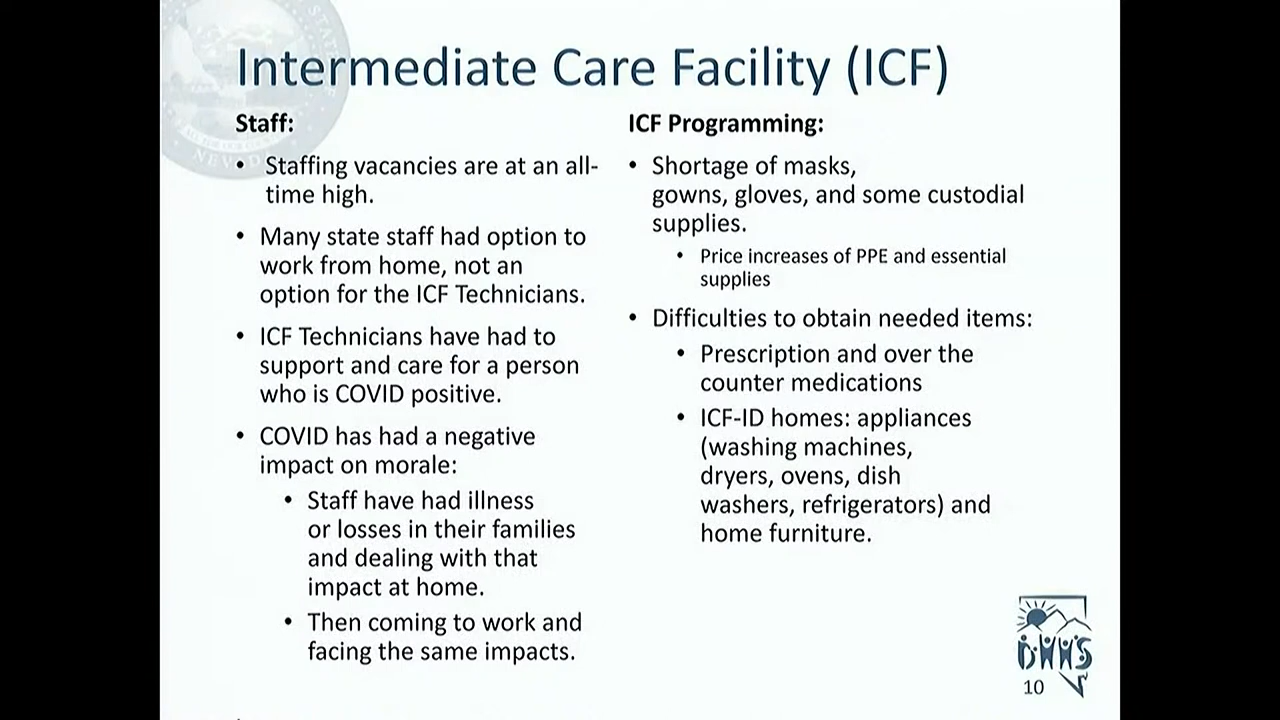 Intermediate Care Facility (ICF)
Staff:
• Staffing vacancies are at an all-
time high.
• Many state staff had option to
work from home, not an
option for the ICF Technicians.
• ICF Technicians have had to
support and care for a person
who is COVID positive.
• COVID has had a negative
impact on morale:
• Staff have had illness
or losses in their families
and dealing with that
impact at home.
• Then coming to work and
facing the same impacts.
ICF Programming:
• Shortage of masks,
gowns, gloves, and some custodial
supplies.
• Price increases of PPE and essential
supplies
• Difficulties to obtain needed items:
• Prescription and over the
counter medications
• ICF-ID homes: appliances
(washing machines,
dryers, ovens, dish
washers, refrigerators) and
home furniture.
DHHS
10